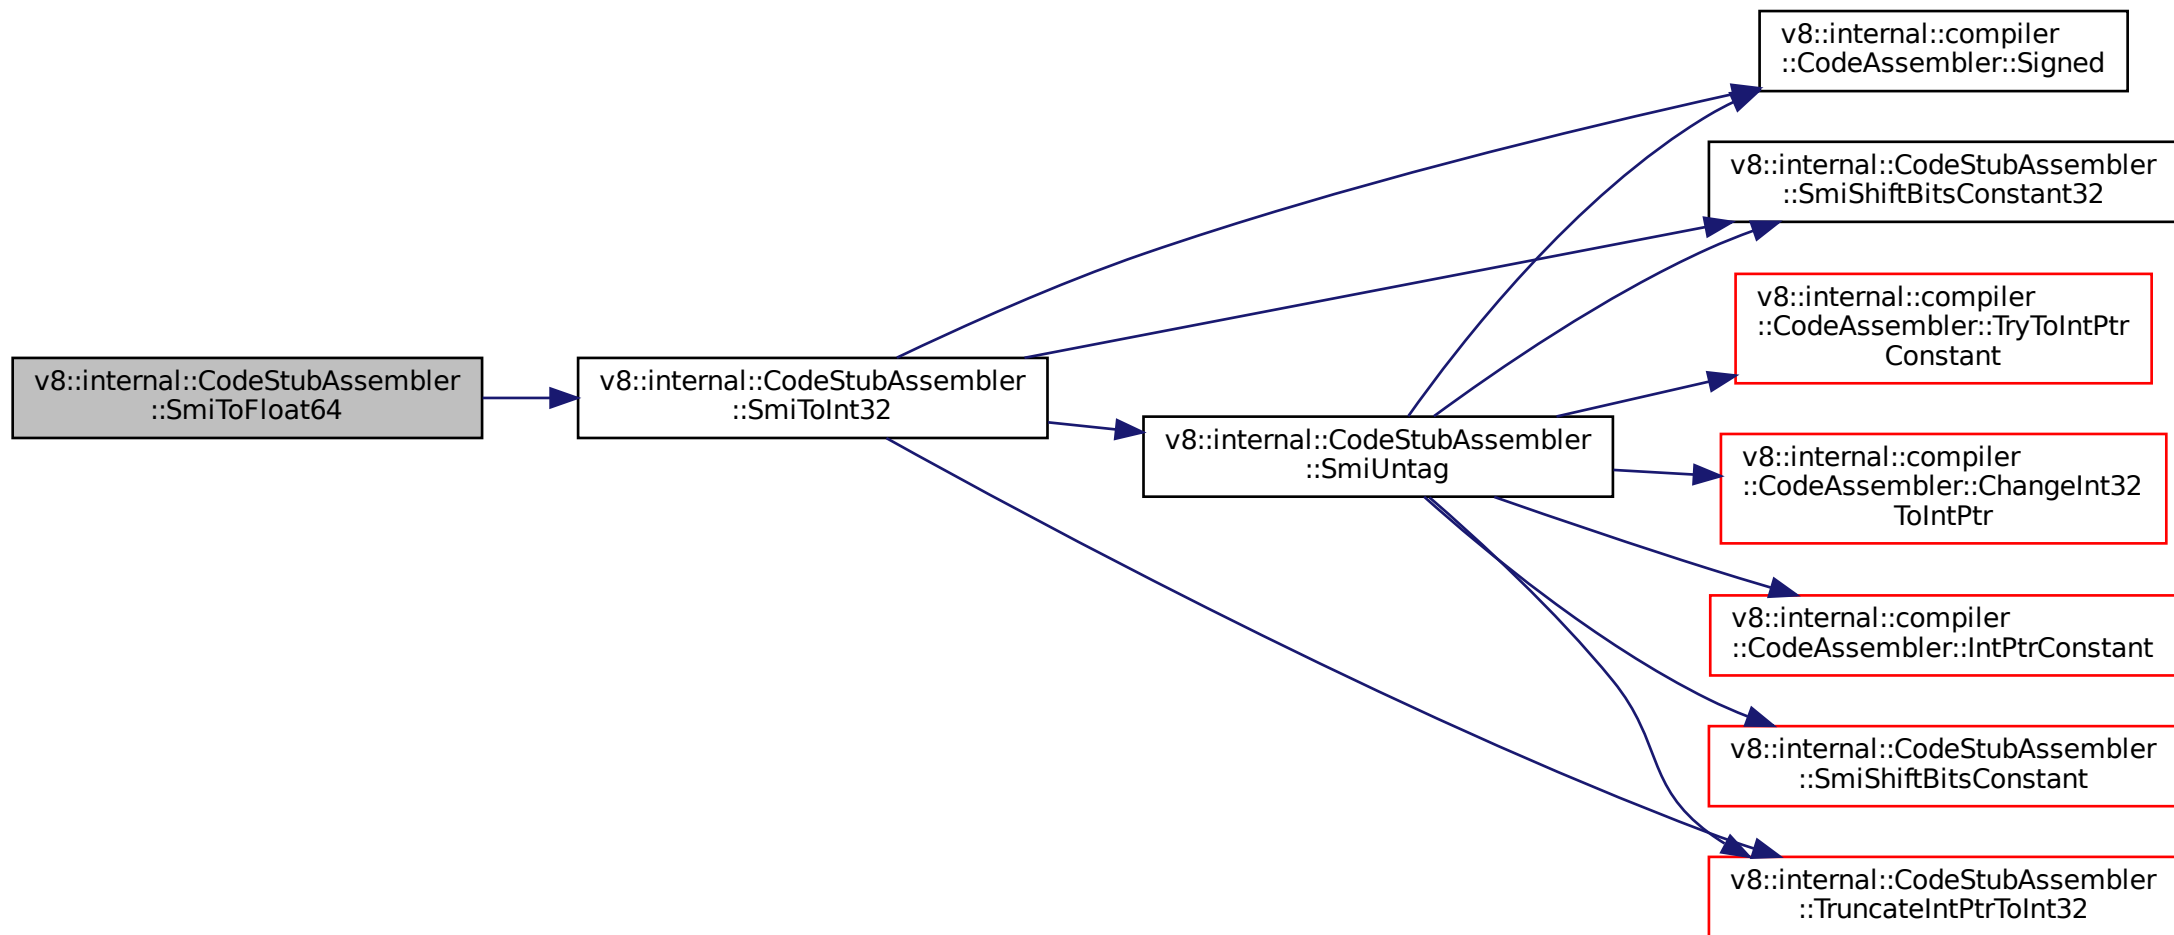 v8::internal::compiler
::CodeAssembler::Signed
v8::internal::CodeStubAssembler
::SmiShiftBitsConstant32
v8::internal::compiler
::CodeAssembler::TryToIntPtr
Constant
v8::internal::CodeStubAssembler
::SmiToFloat64
v8::internal::CodeStubAssembler
::SmiToInt32
v8::internal::CodeStubAssembler
::SmiUntag
v8::internal::compiler
::CodeAssembler::ChangeInt32
ToIntPtr
v8::internal::compiler
::CodeAssembler::IntPtrConstant
v8::internal::CodeStubAssembler
::SmiShiftBitsConstant
v8::internal::CodeStubAssembler
::TruncateIntPtrToInt32